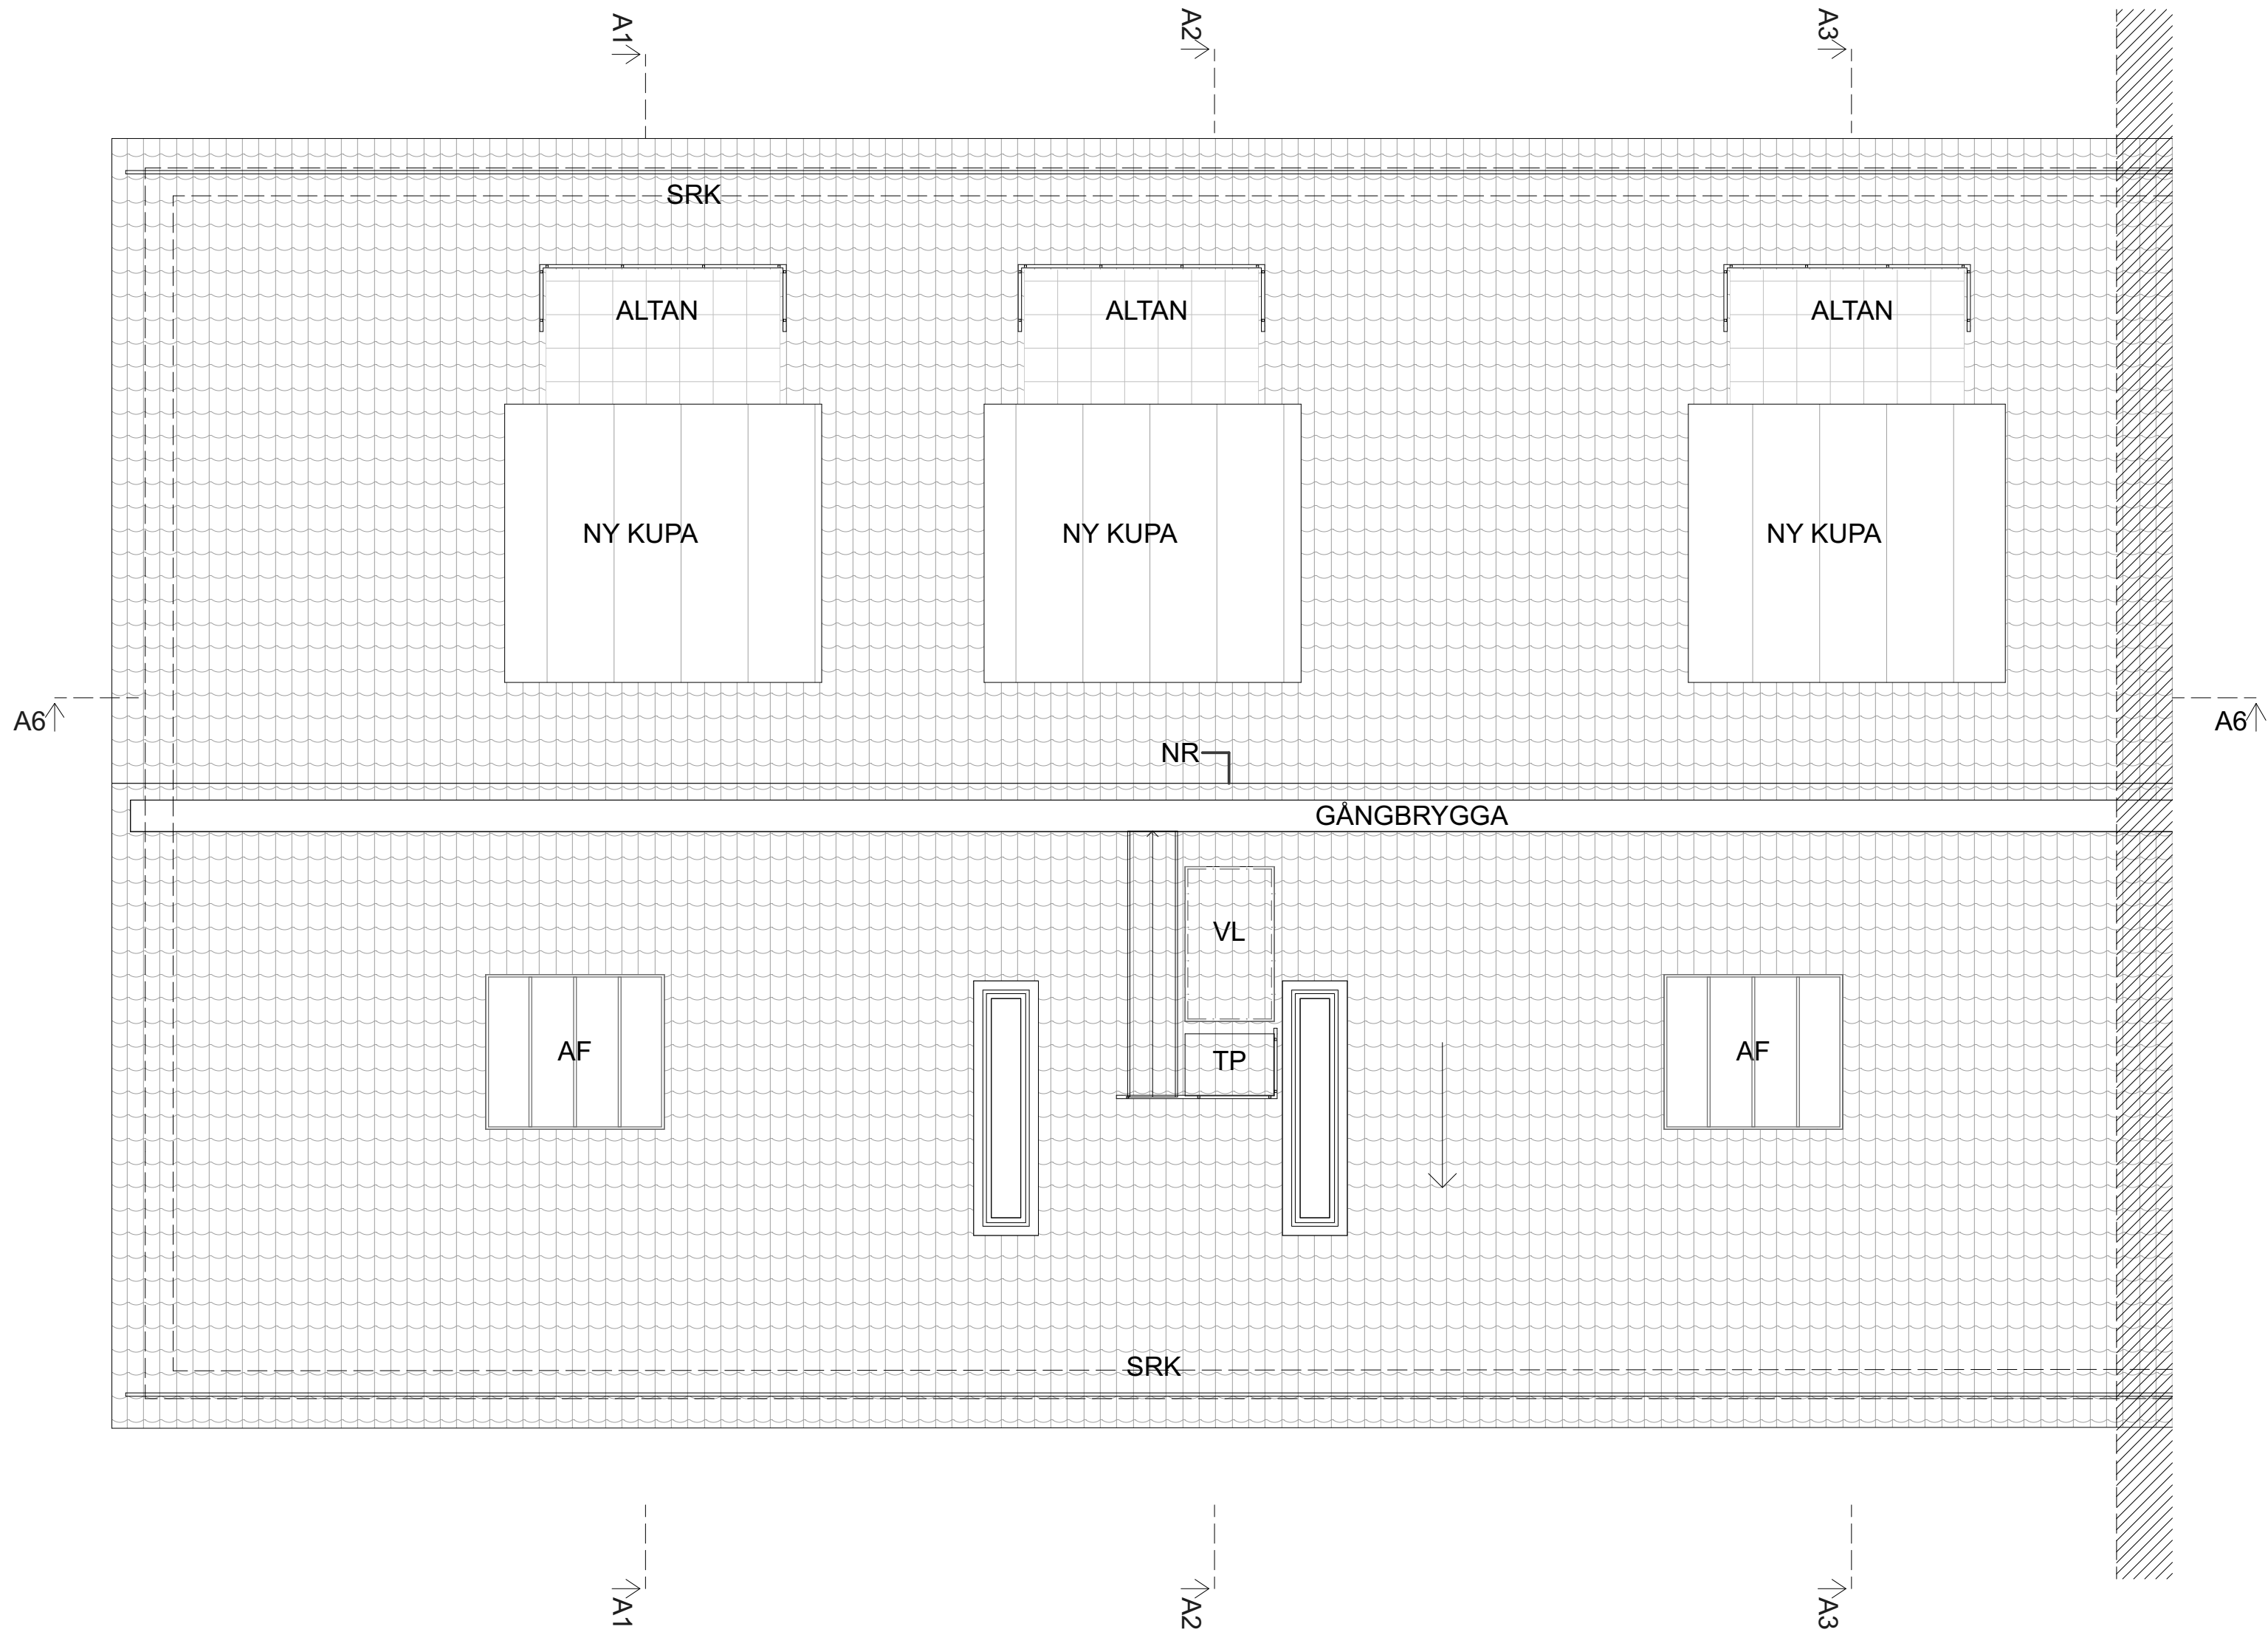 A1
A2
A3
SRK
ALTAN
ALTAN
ALTAN
NY KUPA
NY KUPA
NY KUPA
A6
A6
NR
GÅNGBRYGGA
VL
AF
TP
AF
SRK
A1
A2
A3